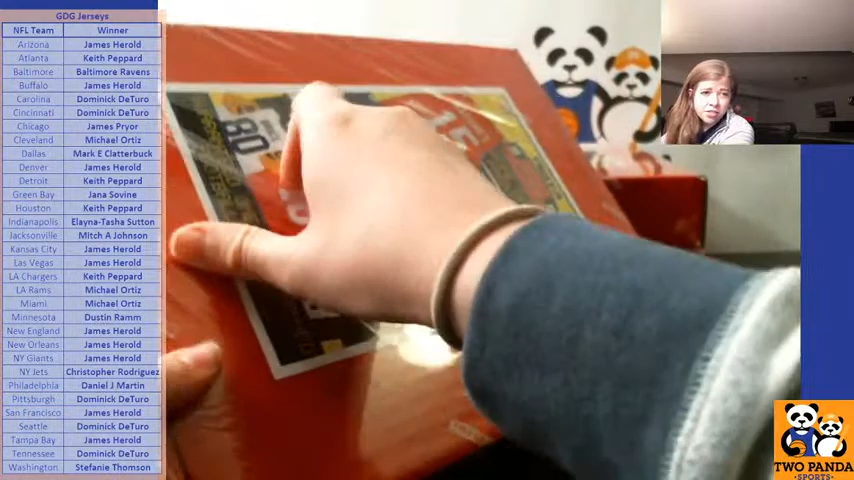 GDG Jerseys
NFL Team Winner
Arizona James Herold
Atlanta Keith Peppard
Baltimore Baltimore Ravens
Buffalo James Herold
Carolina Dominick DeTuro
Cincinnati Dominick DeTuro
Chicago James Pryor
Cleveland Michael Ortiz
Dallas Mark E Clatterbuck
Denver James Herold
Detroit Keith Peppard
Green Bay Jana Sovine
Houston Keith Peppard
Indianapolis Elayna-Tasha Sutton
Jacksonville Mitch A Johnson
Kansas City James Herold
Las Vegas James Herold
LA Chargers Keith Peppard
LA Rams Michael Ortiz
Miami Michael Ortiz
Minnesota Dustin Ramm
New England James Herold
New Orleans James Herold
NY Giants James Herold
NY Jets Christopher Rodriguez
Philadelphia Daniel J Martin
Pittsburgh Dominick DeTuro
San Francisco James Herold
Seattle Dominick DeTuro
Tampa Bay James Herold
Tennessee Dominick DeTuro
Washington Stefanie Thomson
80
15
TWO PANDA
-SPORTS-